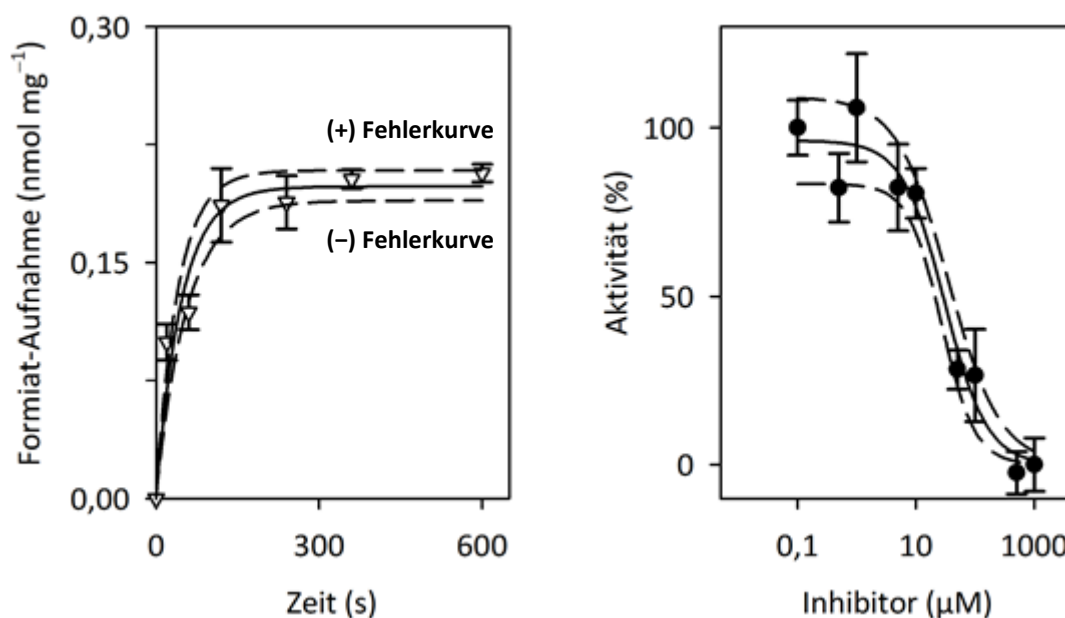 Formiat-Aufnahme (nmol mg⁻¹)
0,30
0,15
0,00
(+) Fehlerkurve
(−) Fehlerkurve
0
300
600
Zeit (s)
Aktivität (%)
100
50
0
0,1
10
1000
Inhibitor (µM)